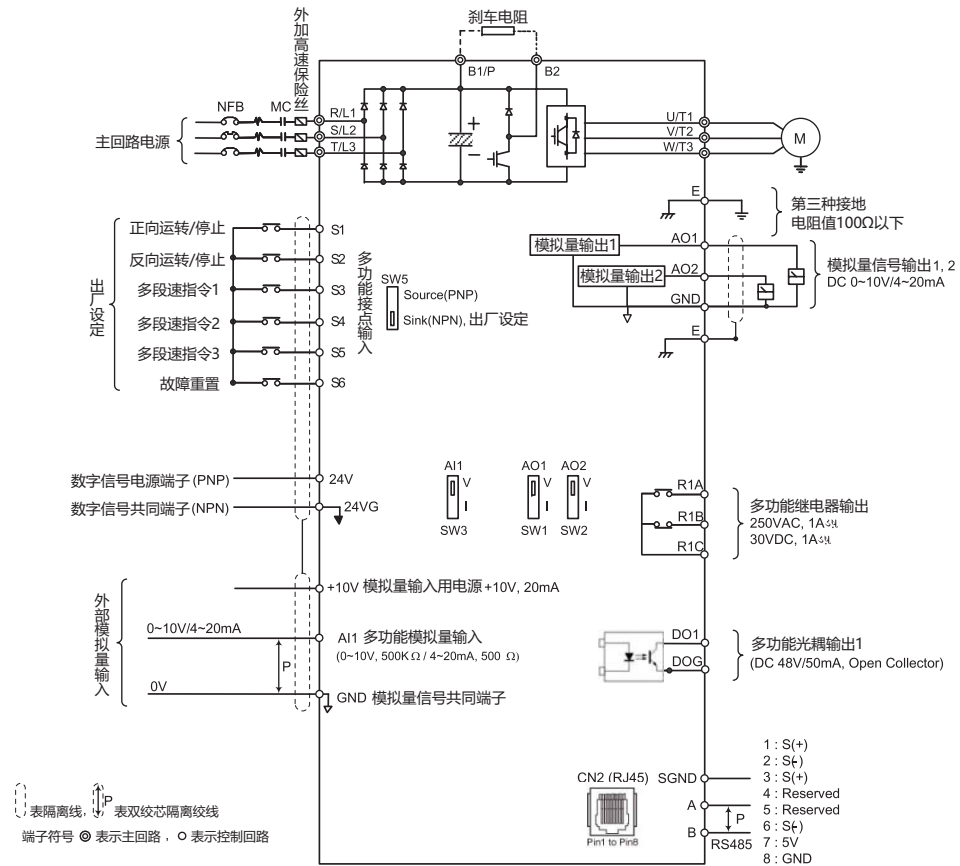 刹车电阻
外加高速保险丝
B1/P
B2
NFB
MC
R/L1
S/L2
T/L3
主回路电源
+
−
U/T1
V/T2
W/T3
M
E
第三种接地
电阻值100Ω以下
出厂设定
正向运转/停止
S1
反向运转/停止
S2
多段速指令1
S3
多段速指令2
S4
多段速指令3
S5
故障重置
S6
多功能接点输入
SW5
Source(PNP)
Sink(NPN), 出厂设定
模拟量输出1
AO1
模拟量输出2
AO2
GND
E
模拟量信号输出1, 2
DC 0~10V/4~20mA
数字信号电源端子(PNP)
24V
数字信号共同端子(NPN)
24VG
AI1
V
I
SW3
AO1
V
I
SW1
AO2
V
I
SW2
R1A
R1B
R1C
多功能继电器输出
250VAC, 1A
30VDC, 1A
外部模拟量输入
+10V 模拟量输入用电源 +10V, 20mA
0~10V/4~20mA
AI1 多功能模拟量输入
(0~10V, 500KΩ / 4~20mA, 500 Ω)
P
0V
GND 模拟量信号共同端子
DO1
DOG
多功能光耦输出1
(DC 48V/50mA, Open Collector)
CN2 (RJ45)
Pin1 to Pin8
SGND
A
B
P
RS485
1 : S(+)
2 : S(-)
3 : S(+)
4 : Reserved
5 : Reserved
6 : S(-)
7 : 5V
8 : GND
表隔离线,
P
表双绞芯隔离绞线
端子符号 ◎ 表示主回路，○ 表示控制回路